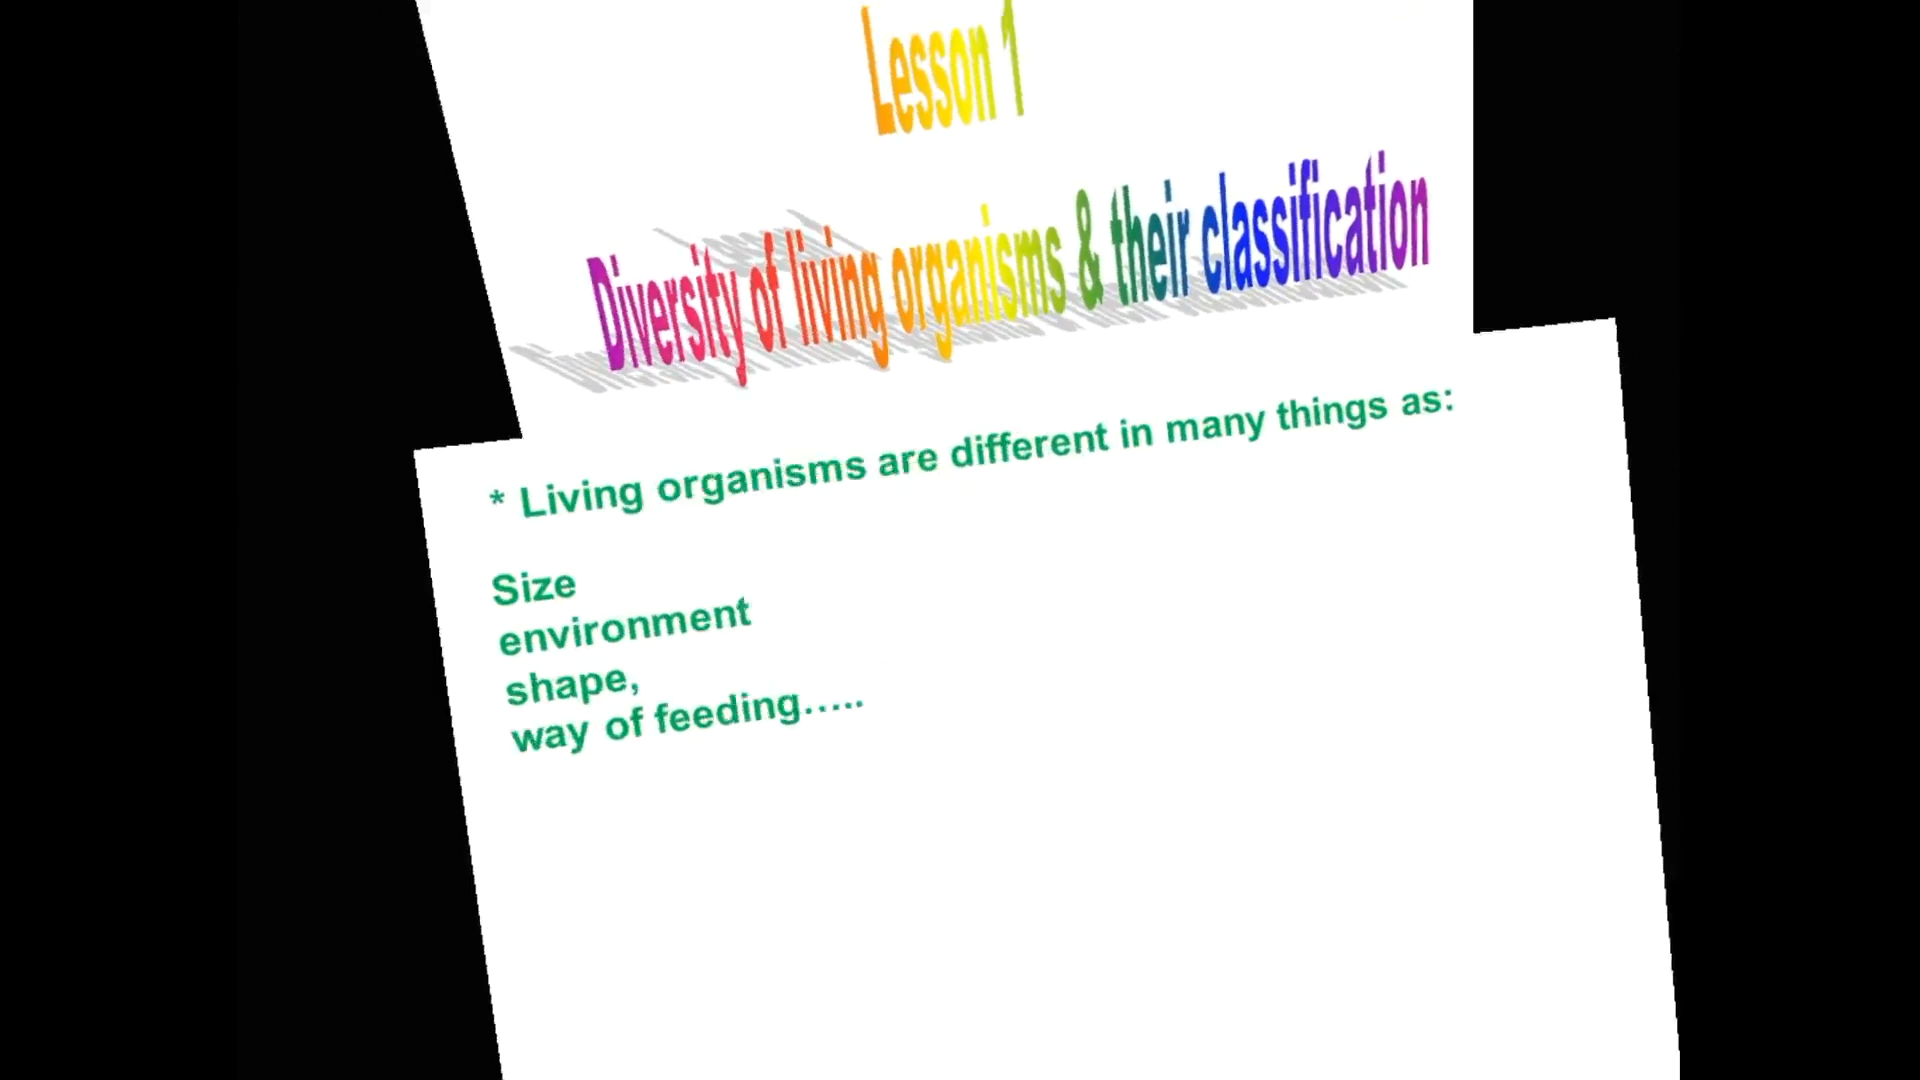 Lesson 1
Diversity of living organisms & their classification
* Living organisms are different in many things as:
Size
environment
shape,
way of feeding.....